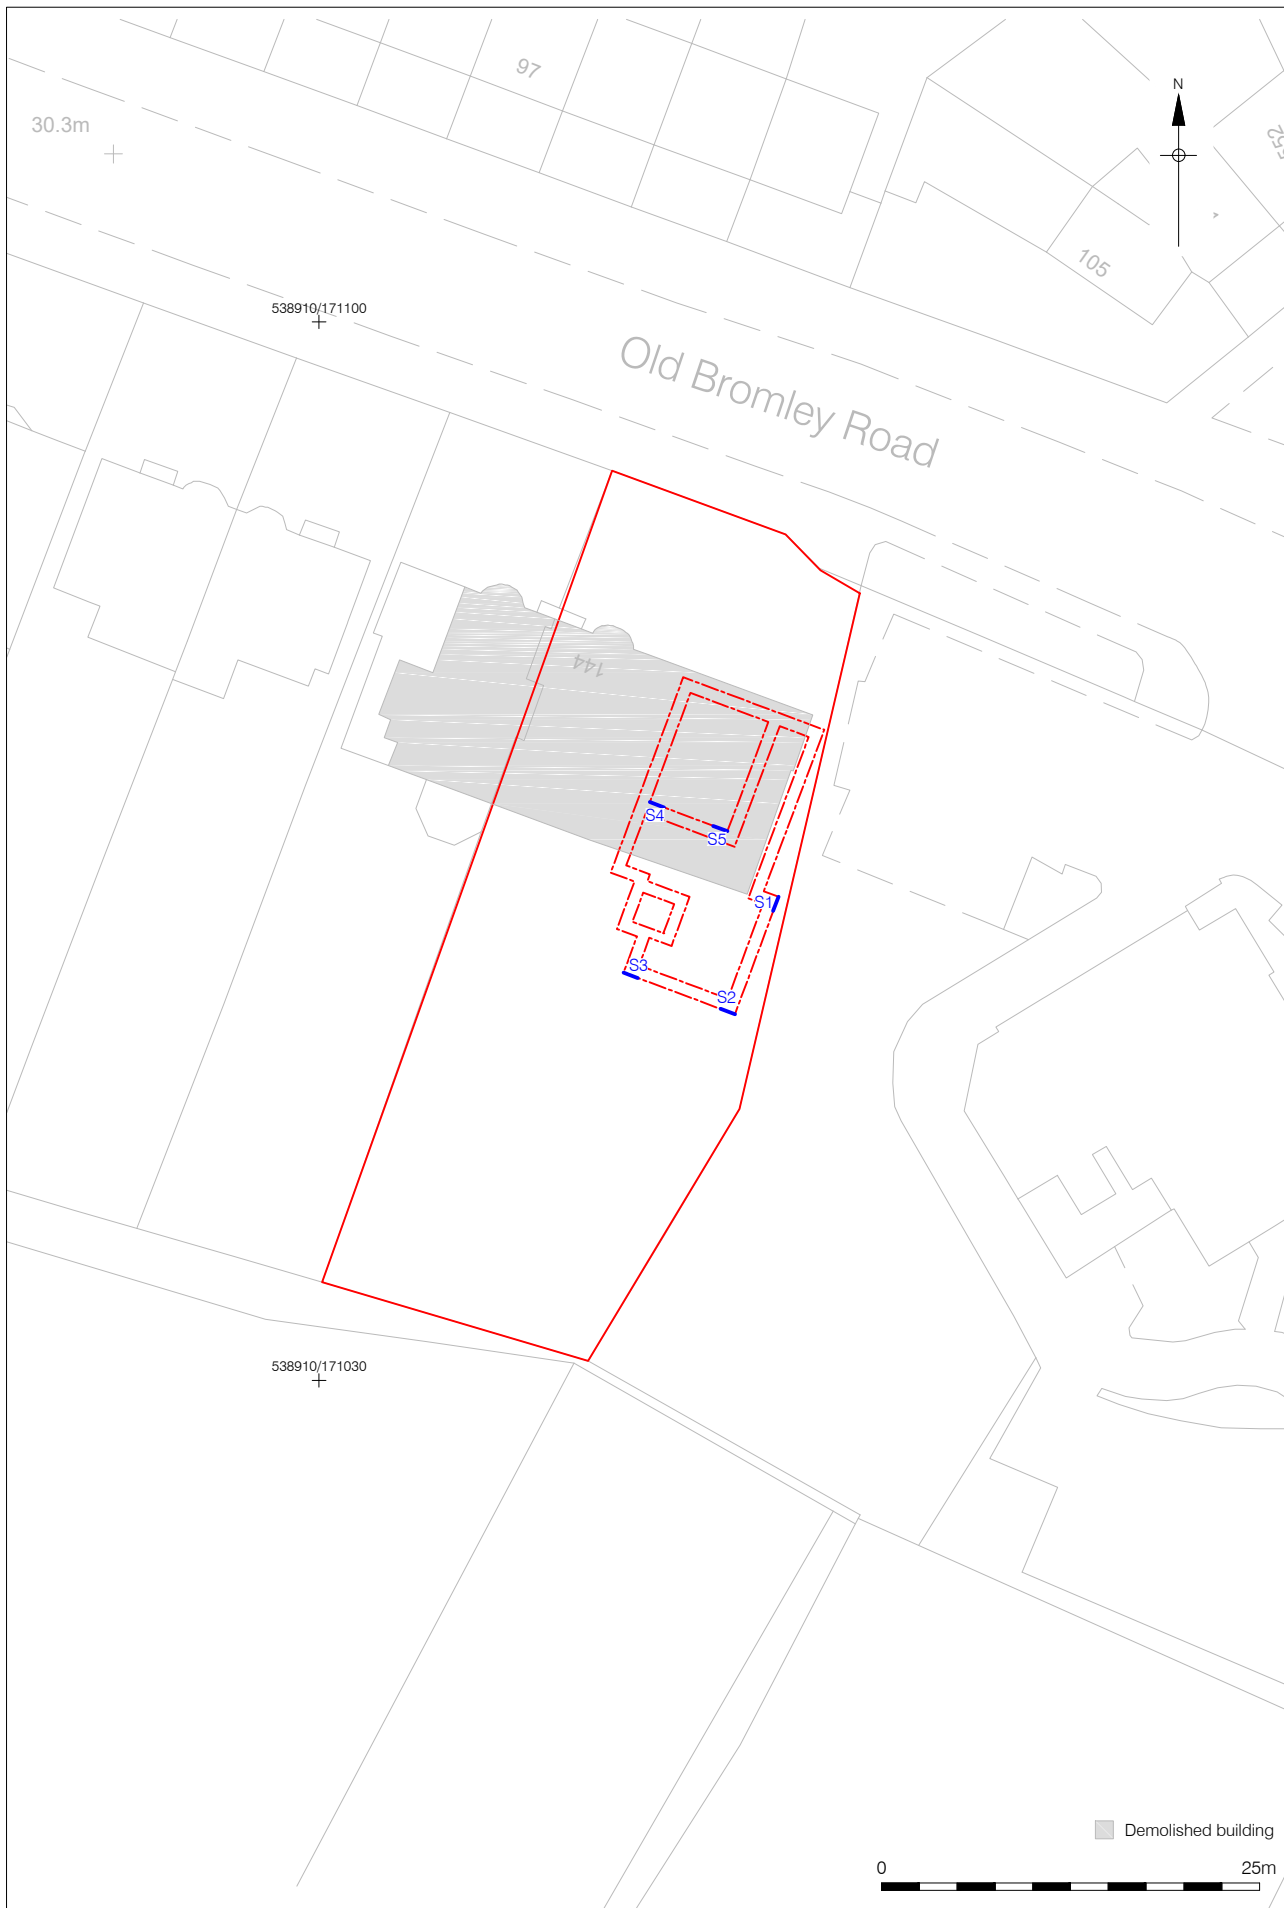 97
30.3m
N
552
105
538910/171100
Old Bromley Road
144
S4
S5
S1
S3
S2
538910/171030
Demolished building
0 25m